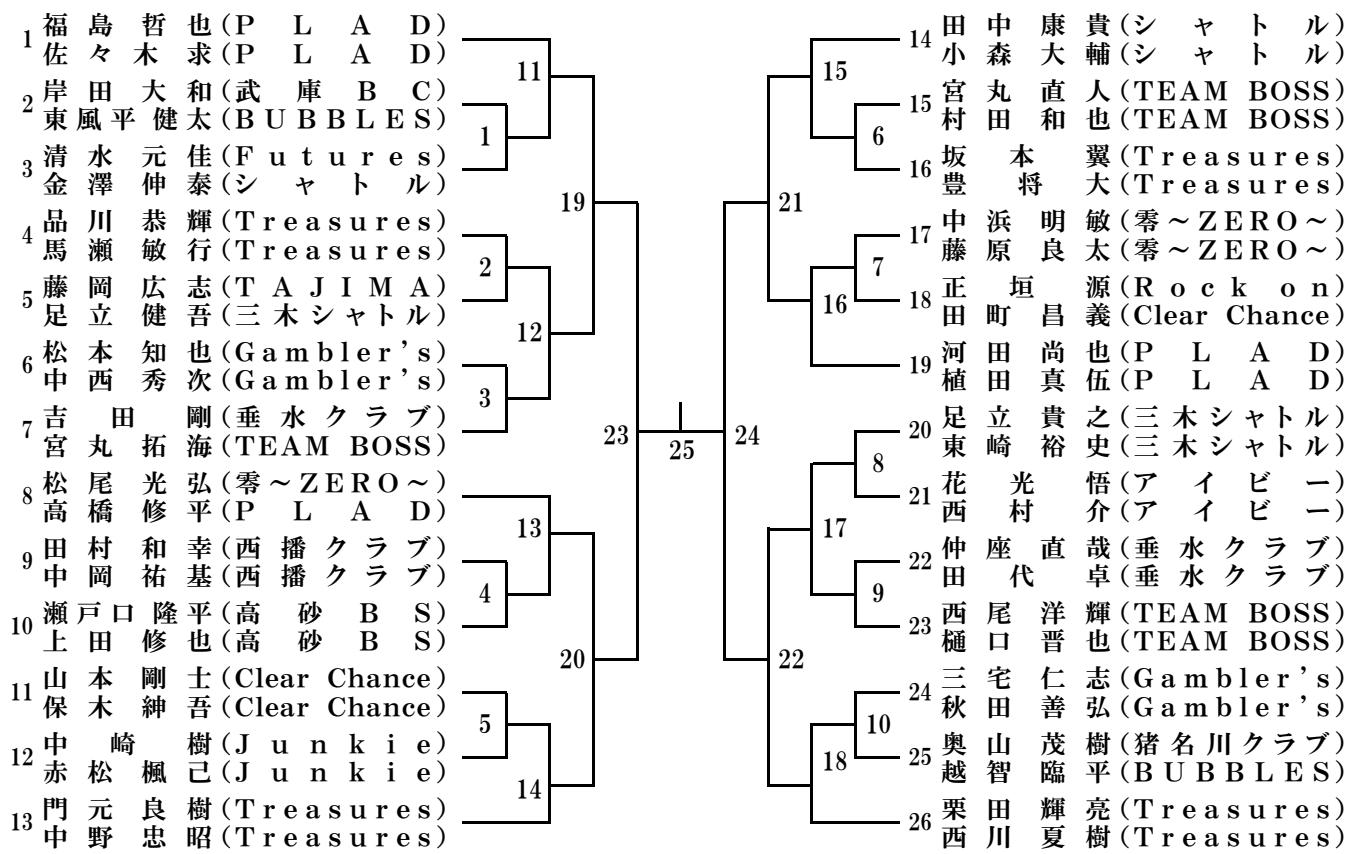 1 福島哲也(PLAD)
佐々木求(PLAD)
2 岸田大和(武庫BC)
東風平健太(BUBBLES)
3 清水元佳(Futures)
金澤伸泰(シャトル)
4 品川恭輝(Treasures)
馬瀬敏行(Treasures)
5 藤岡広志(TAJIMA)
足立健吾(三木シャトル)
6 松本知也(Gambler's)
中西秀次(Gambler's)
7 吉田剛(垂水クラブ)
宮丸拓海(TEAM BOSS)
8 松尾光弘(零~ZERO~)
高橋修平(PLAD)
9 田村和幸(西播クラブ)
中岡祐基(西播クラブ)
10 瀬戸口隆平(高砂BS)
上田修也(高砂BS)
11 山本剛士(Clear Chance)
保木紳吾(Clear Chance)
12 中崎樹(Junkie)
赤松楓己(Junkie)
13 門元良樹(Treasures)
中野忠昭(Treasures)
11
1
19
2
12
3
23
13
4
20
5
14
25
24
15
6
21
7
16
8
17
9
22
10
18
14 田中康貴(シャトル)
小森大輔(シャトル)
15 宮丸直人(TEAM BOSS)
村田和也(TEAM BOSS)
16 坂本翼(Treasures)
豊将大(Treasures)
17 中浜明敏(零~ZERO~)
藤原良太(零~ZERO~)
18 正垣源(Rock on)
田町昌義(Clear Chance)
19 河田尚也(PLAD)
植田真伍(PLAD)
20 足立貴之(三木シャトル)
東崎裕史(三木シャトル)
21 花光悟(アイビー)
西村介(アイビー)
22 仲座直哉(垂水クラブ)
田代卓(垂水クラブ)
23 西尾洋輝(TEAM BOSS)
樋口晋也(TEAM BOSS)
24 三宅仁志(Gambler's)
秋田善弘(Gambler's)
25 奥山茂樹(猪名川クラブ)
越智臨平(BUBBLES)
26 栗田輝亮(Treasures)
西川夏樹(Treasures)